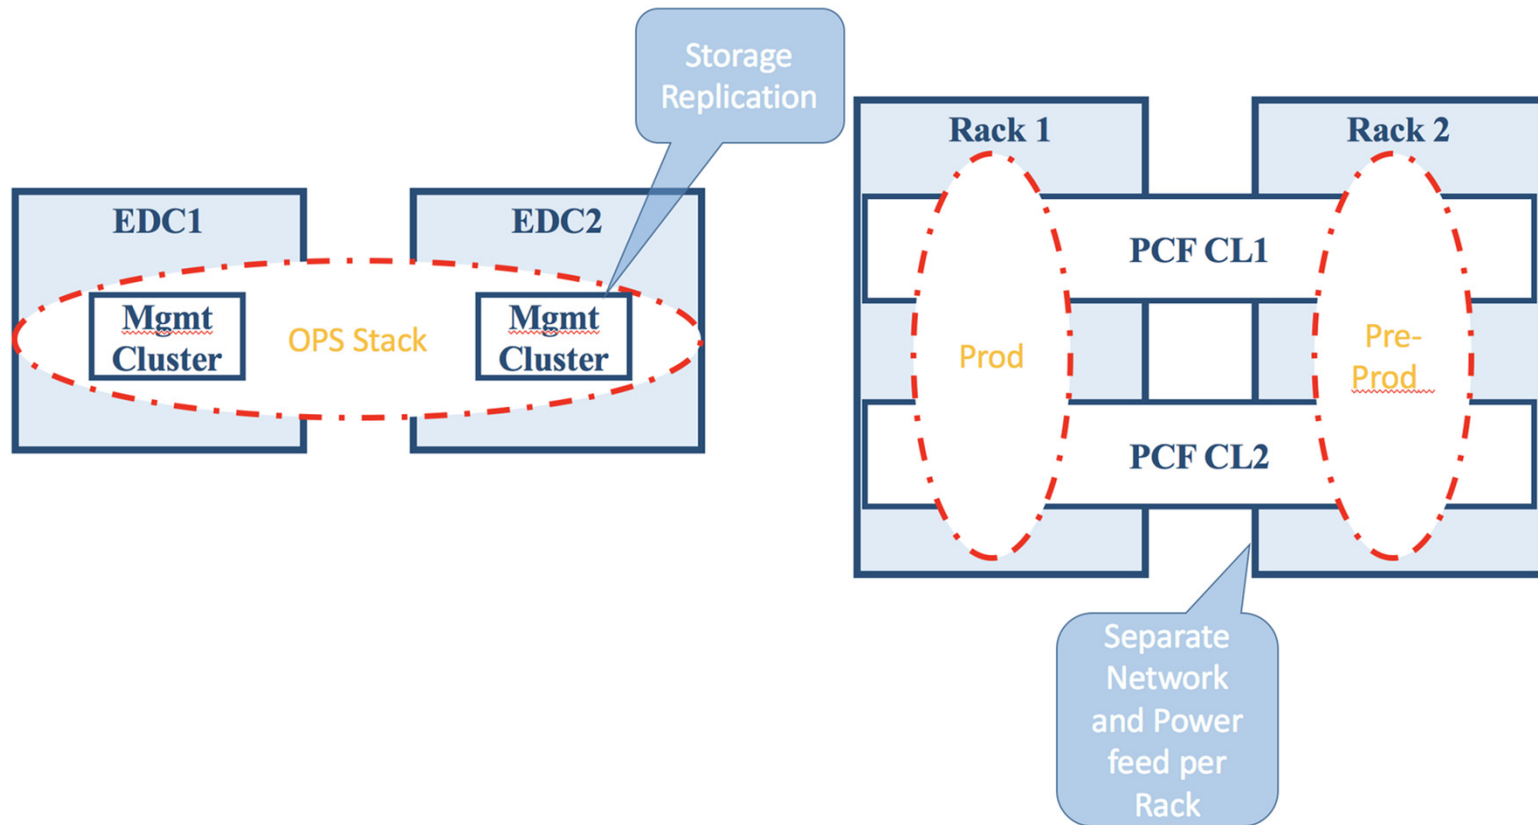 Storage
Replication
EDC1
EDC2
Mgmt
Cluster
OPS Stack
Mgmt
Cluster
Rack 1
Rack 2
PCF CL1
Prod
Pre-
Prod
PCF CL2
Separate
Network
and Power
feed per
Rack